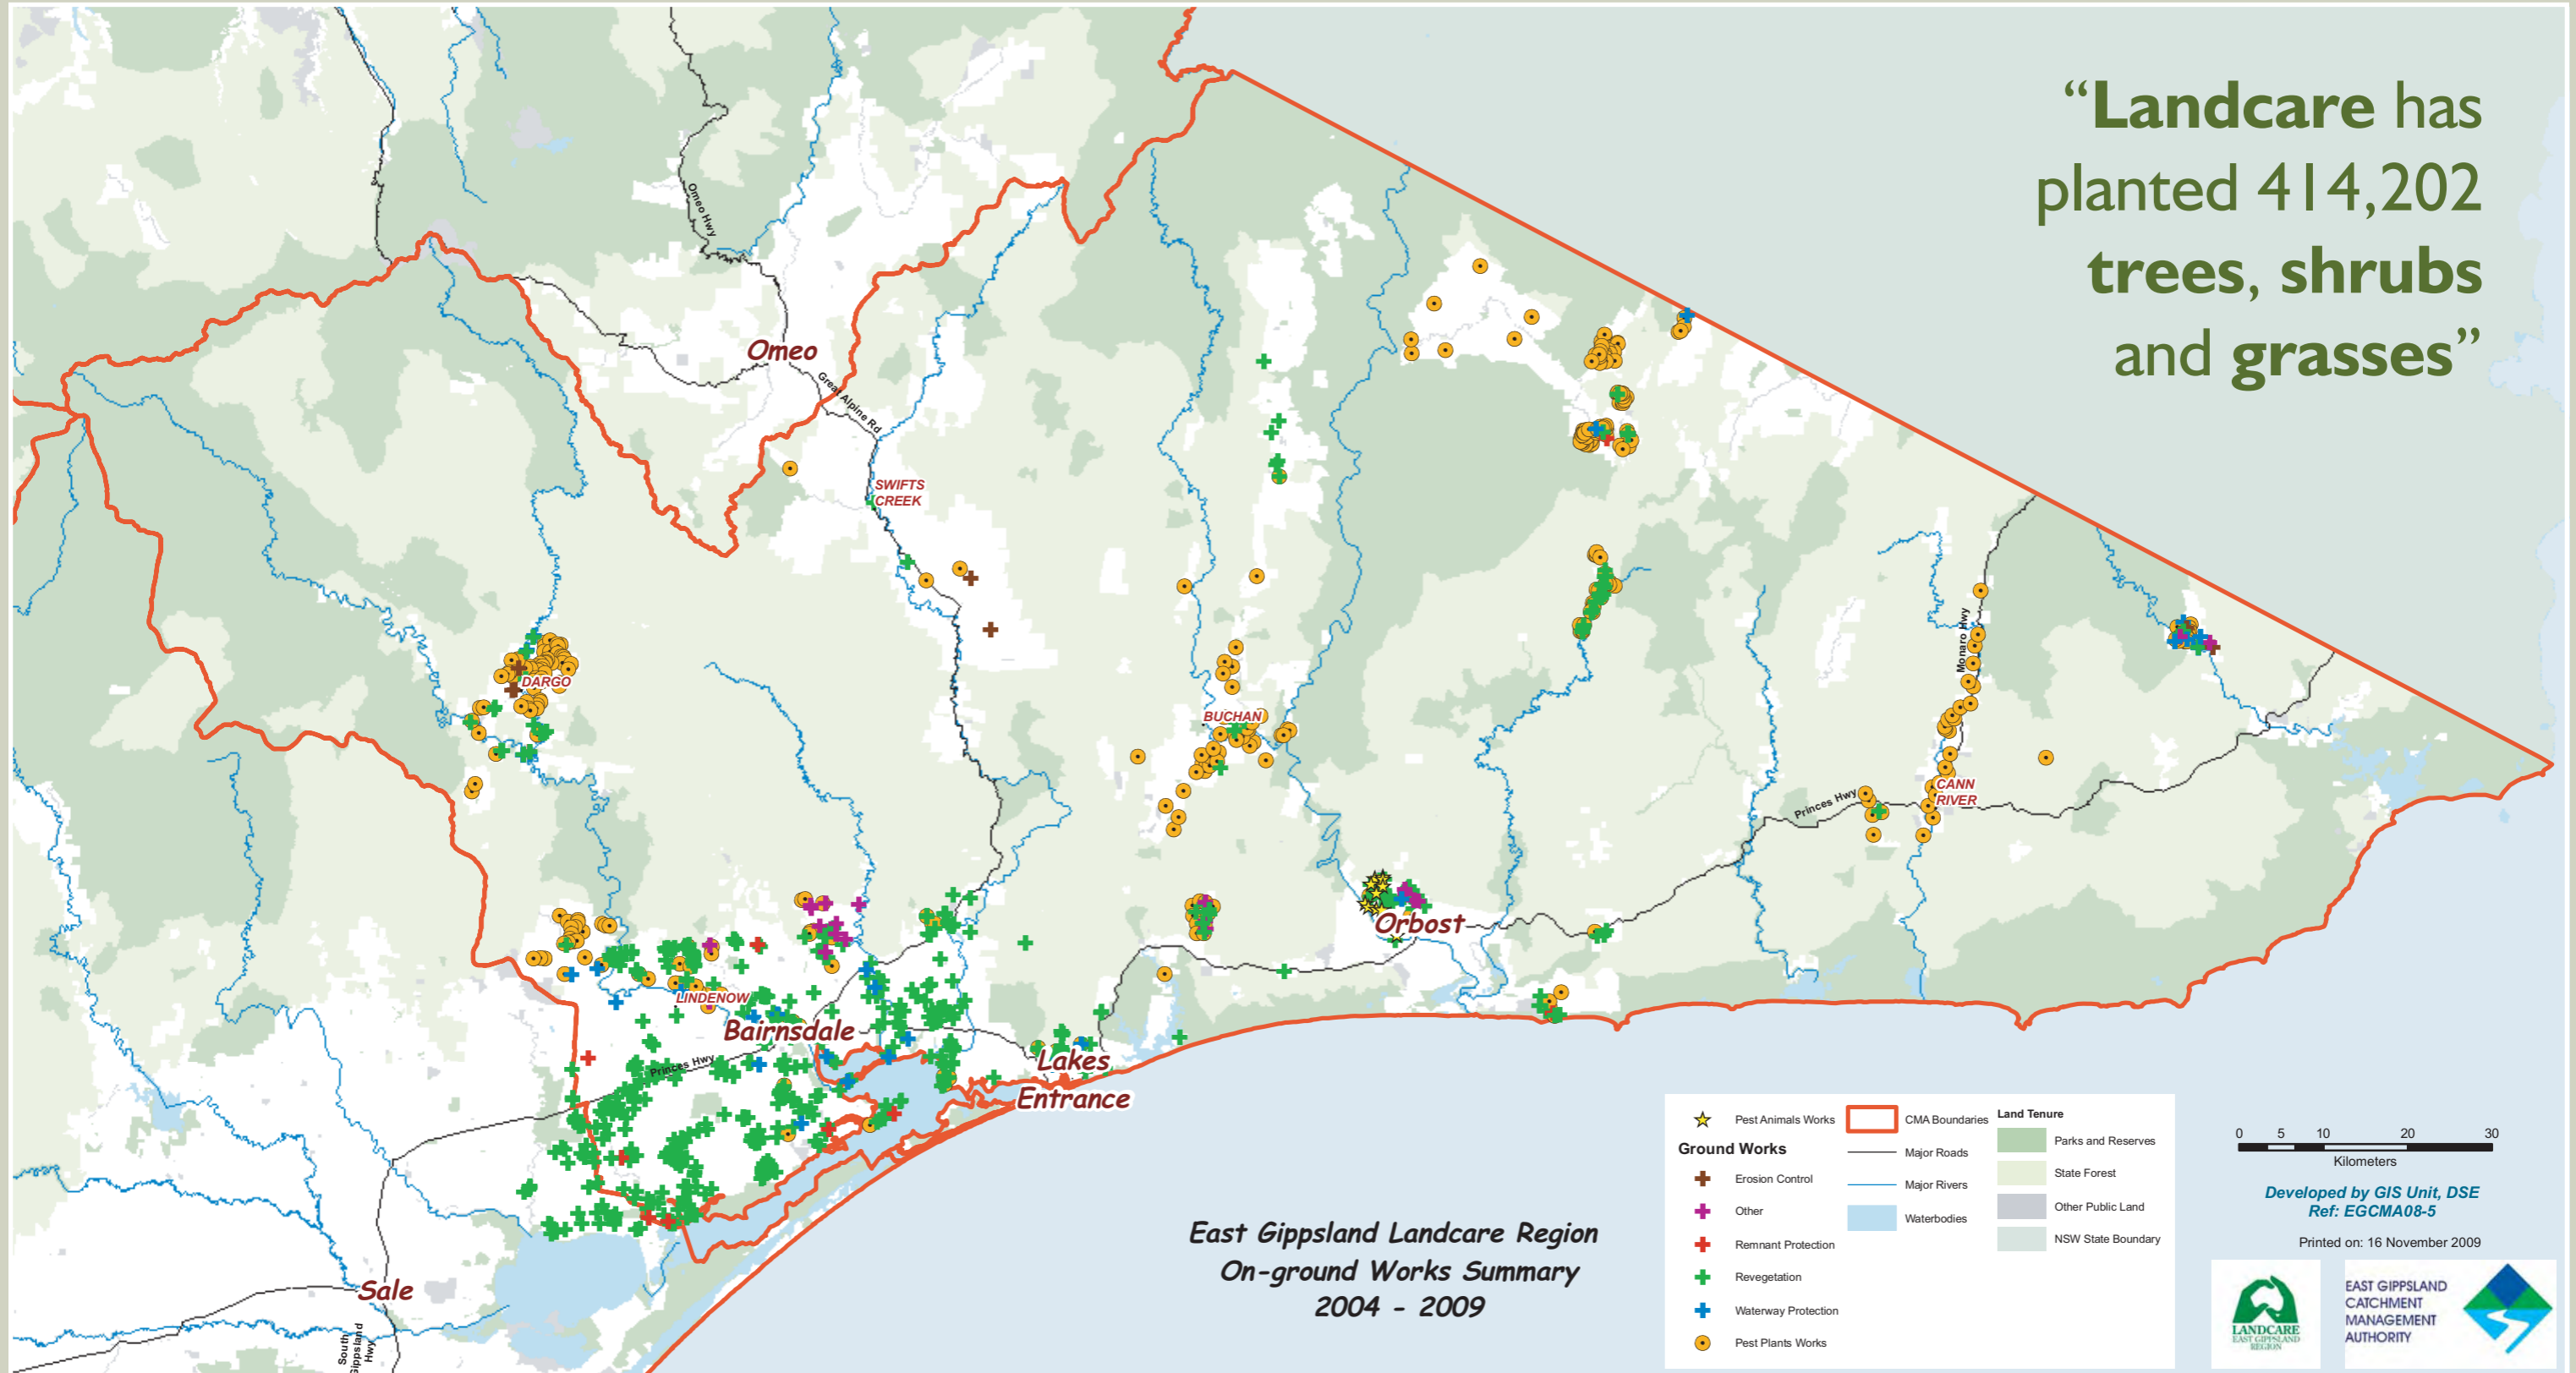 “Landcare has
planted 414,202
trees, shrubs
and grasses”
Omeo Hwy
Omeo
Great Alpine Rd
SWIFTS
CREEK
DARGO
BUCHAN
Monaro Hwy
CANN
RIVER
Princes Hwy
Orbost
LINDENOW
Bairnsdale
Princes Hwy
Lakes
Entrance
Sale
South
Gippsland
Hwy
East Gippsland Landcare Region
On-ground Works Summary
2004 - 2009
Pest Animals Works
Ground Works
Erosion Control
Other
Remnant Protection
Revegetation
Waterway Protection
Pest Plants Works
CMA Boundaries
Major Roads
Major Rivers
Waterbodies
Land Tenure
Parks and Reserves
State Forest
Other Public Land
NSW State Boundary
0 5 10 20 30
Kilometers
Developed by GIS Unit, DSE
Ref: EGCMA08-5
Printed on: 16 November 2009
LANDCARE
EAST GIPPSLAND
REGION
EAST GIPPSLAND
CATCHMENT
MANAGEMENT
AUTHORITY